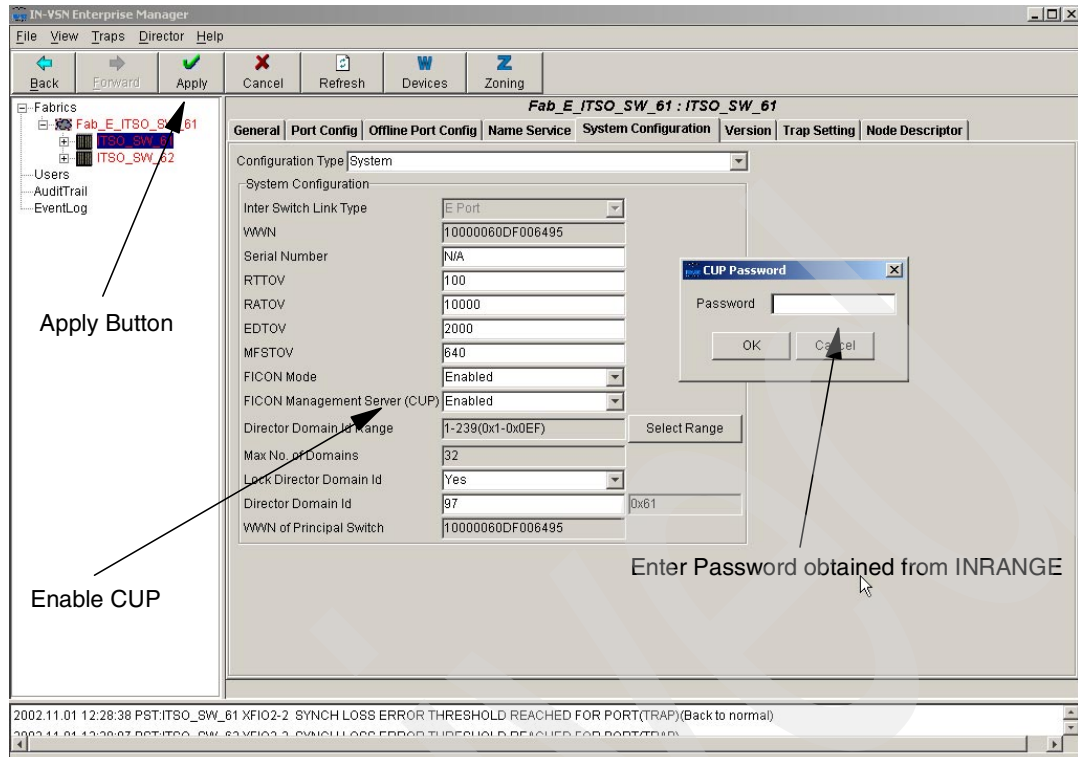 IN-VSN Enterprise Manager
File View Traps Director Help
Back Forward Apply Cancel Refresh Devices Zoning
Fabrics
Fab_E_ITSO_SW_61
ITSO_SW_61
ITSO_SW_62
Users
AuditTrail
EventLog
Apply Button
Enable CUP
Fab_E_ITSO_SW_61 : ITSO_SW_61
General Port Config Offline Port Config Name Service System Configuration Version Trap Setting Node Descriptor
Configuration Type System
System Configuration
Inter Switch Link Type E Port
WWN 10000060DF006495
Serial Number N/A
RTTOV 100
RATOV 10000
EDTOV 2000
MFSTOV 640
FICON Mode Enabled
FICON Management Server (CUP) Enabled
Director Domain Id Range 1-239(0x1-0x0EF) Select Range
Max No. of Domains 32
Lock Director Domain Id Yes
Director Domain Id 97 0x61
WWN of Principal Switch 10000060DF006495
CUP Password
Password
OK Cancel
Enter Password obtained from INRANGE
2002.11.01 12:28:38 PST:ITSO_SW_61 XFIO2-2 SYNCH LOSS ERROR THRESHOLD REACHED FOR PORT(TRAP)(Back to normal)